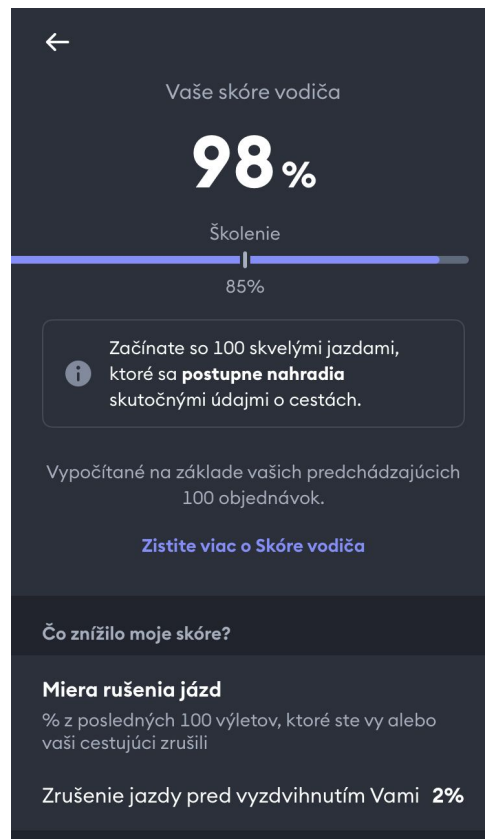 Vaše skóre vodiča
98 %
Školenie
85%
Začínate so 100 skvelými jazdami,
ktoré sa postupne nahradia
skutočnými údajmi o cestách.
Vypočítané na základe vašich predchádzajúcich
100 objednávok.
Zistite viac o Skóre vodiča
Čo znížilo moje skóre?
Miera rušenia jázd
% z posledných 100 výletov, ktoré ste vy alebo
vaši cestujúci zrušili
Zrušenie jazdy pred vyzdvihnutím Vami 2%